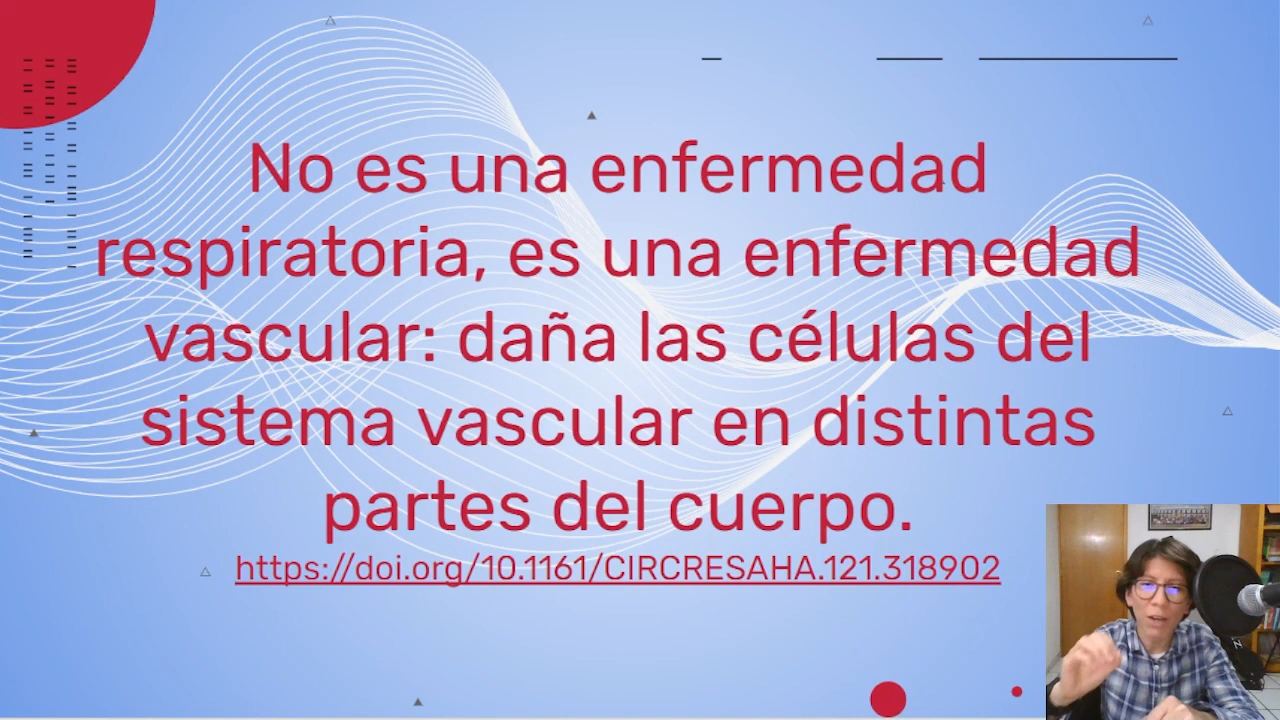 No es una enfermedad
respiratoria, es una enfermedad
vascular: daña las células del
sistema vascular en distintas
partes del cuerpo.
https://doi.org/10.1161/CIRCRESAHA.121.318902